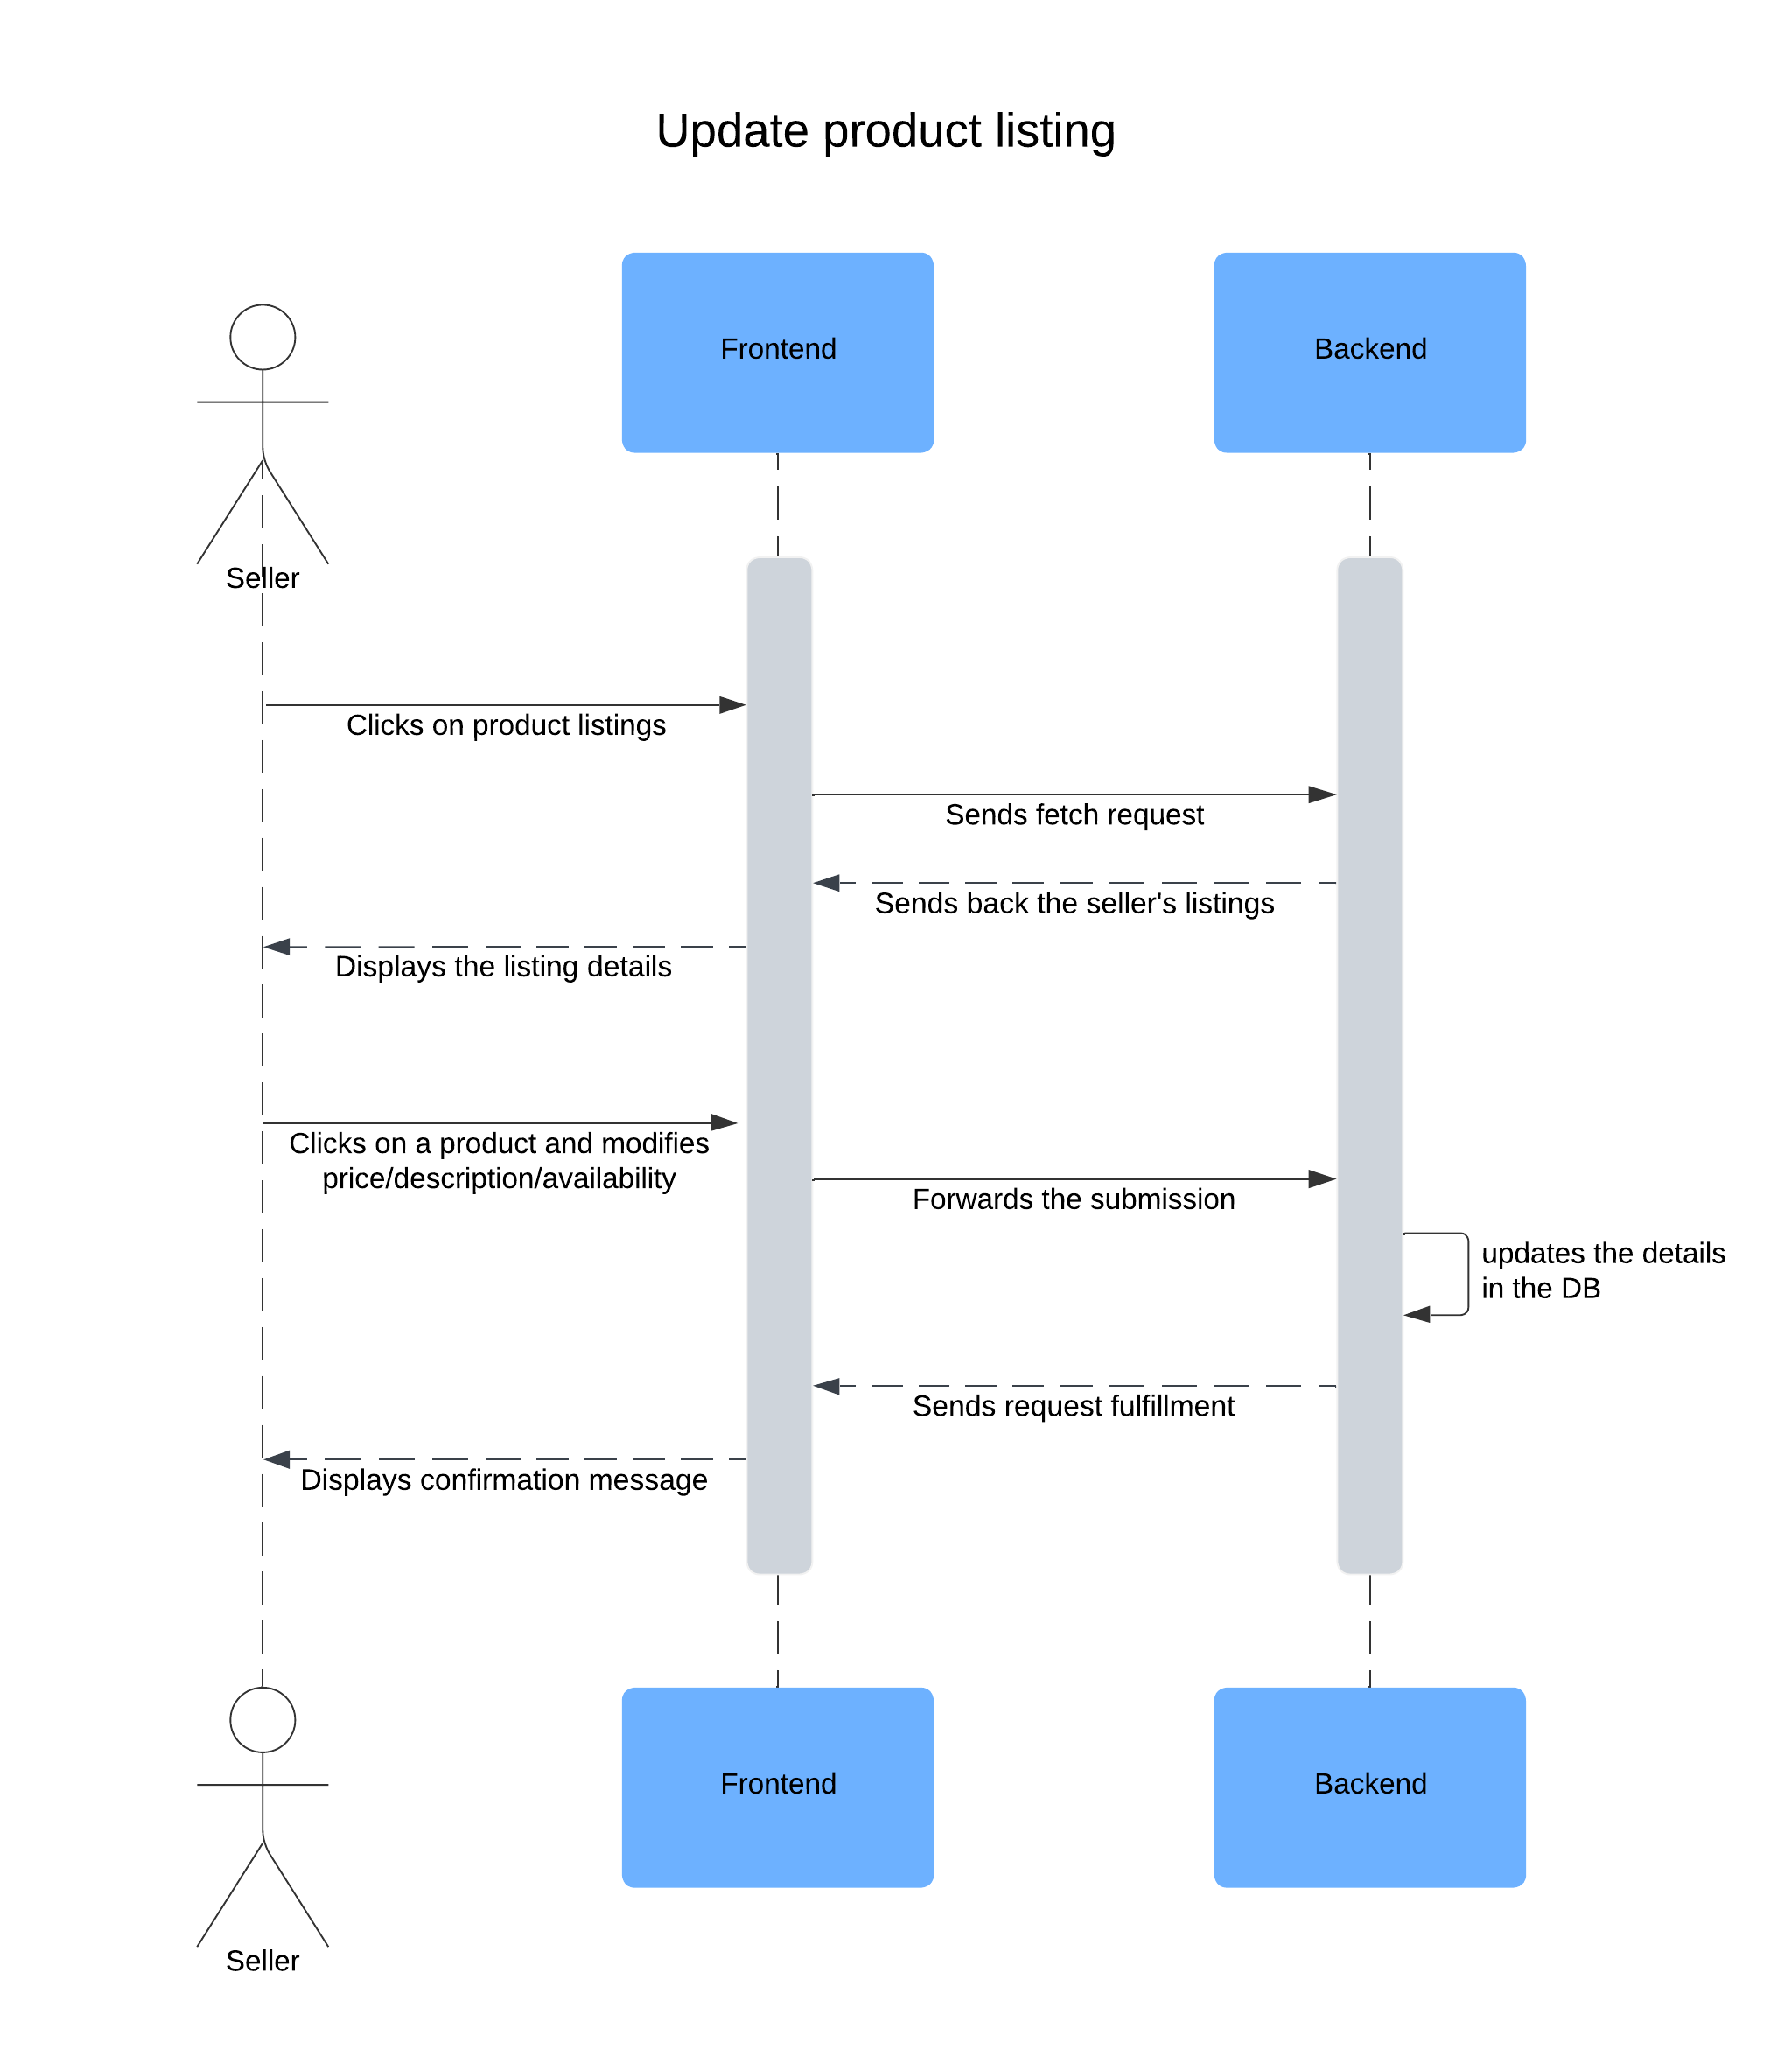 Update product listing
Frontend
Backend
Seller
Clicks on product listings
Sends fetch request
Sends back the seller's listings
Displays the listing details
Clicks on a product and modifies
price/description/availability
Forwards the submission
updates the details
in the DB
Sends request fulfillment
Displays confirmation message
Frontend
Backend
Seller